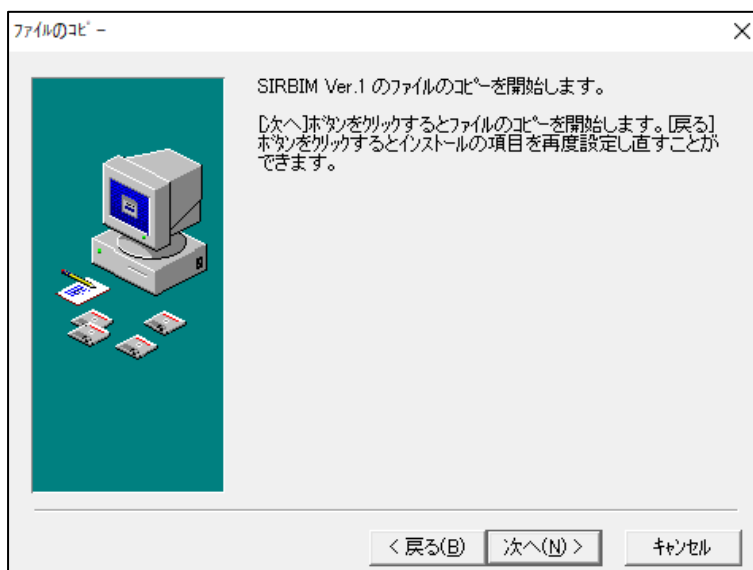 ﾌｧｲﾙのｺﾋﾟｰ
SIRBIM Ver.1 のﾌｧｲﾙのｺﾋﾟｰを開始します。
[次へ]ﾎﾞﾀﾝをｸﾘｯｸするとﾌｧｲﾙのｺﾋﾟｰを開始します。[戻る]
ﾎﾞﾀﾝをｸﾘｯｸするとｲﾝｽﾄｰﾙの項目を再度設定し直すことが
できます。
< 戻る(B) 次へ(N) > ｷｬﾝｾﾙ